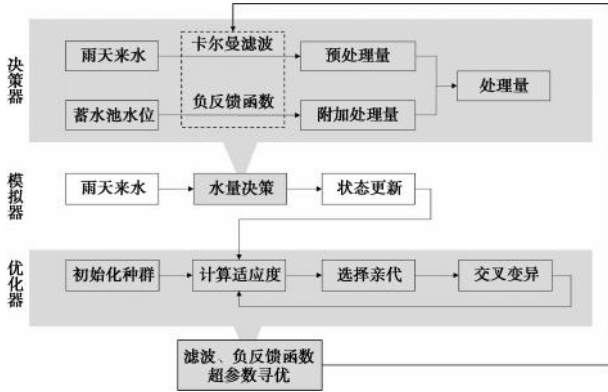 决策器
雨天来水
卡尔曼滤波
预处理量
处理量
蓄水池水位
负反馈函数
附加处理量
模拟器
雨天来水
水量决策
状态更新
优化器
初始化种群
计算适应度
选择亲代
交叉变异
滤波、负反馈函数
超参数寻优